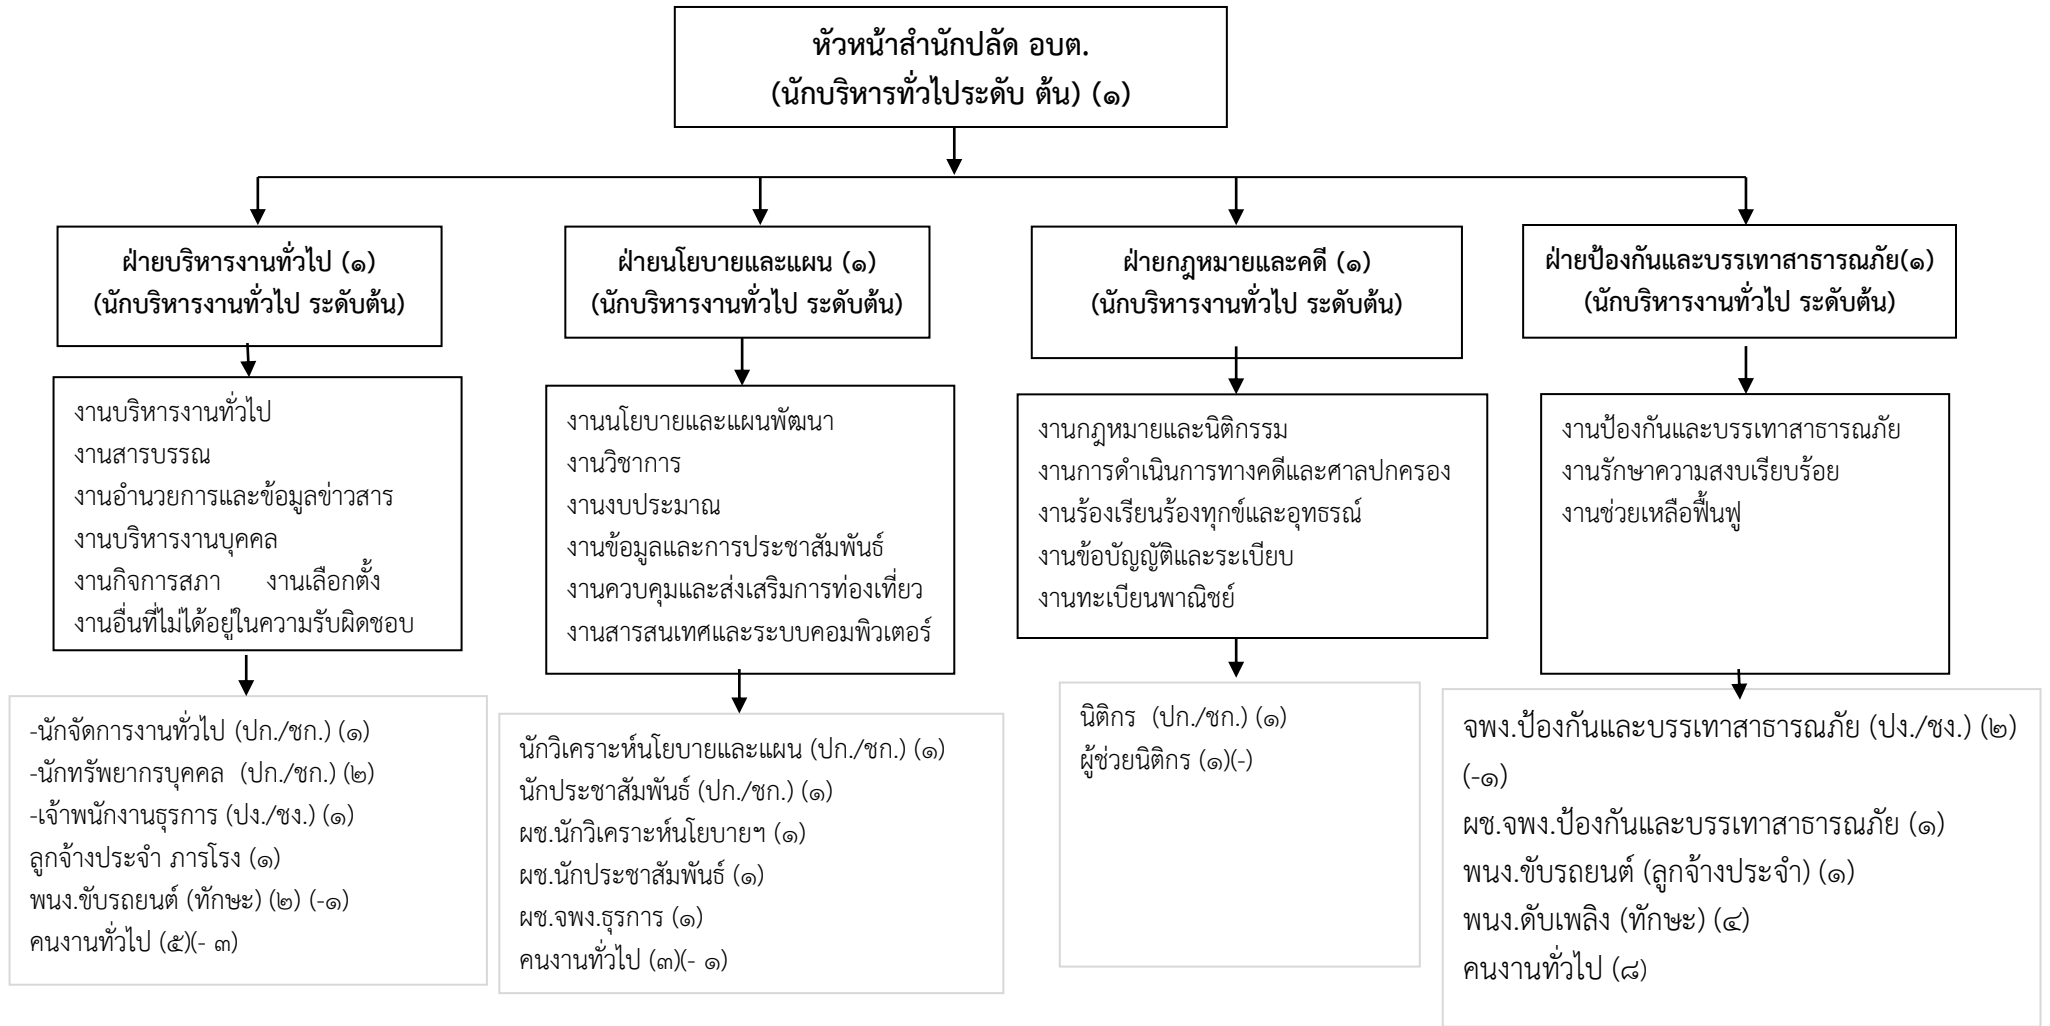 หัวหน้าสำนักปลัด อบต.
(นักบริหารทั่วไประดับ ต้น) (๑)
ฝ่ายบริหารงานทั่วไป (๑)
(นักบริหารงานทั่วไป ระดับต้น)
ฝ่ายนโยบายและแผน (๑)
(นักบริหารงานทั่วไป ระดับต้น)
ฝ่ายกฎหมายและคดี (๑)
(นักบริหารงานทั่วไป ระดับต้น)
ฝ่ายป้องกันและบรรเทาสาธารณภัย(๑)
(นักบริหารงานทั่วไป ระดับต้น)
งานบริหารงานทั่วไป
งานสารบรรณ
งานอำนวยการและข้อมูลข่าวสาร
งานบริหารงานบุคคล
งานกิจการสภา งานเลือกตั้ง
งานอื่นที่ไม่ได้อยู่ในความรับผิดชอบ
งานนโยบายและแผนพัฒนา
งานวิชาการ
งานงบประมาณ
งานข้อมูลและการประชาสัมพันธ์
งานควบคุมและส่งเสริมการท่องเที่ยว
งานสารสนเทศและระบบคอมพิวเตอร์
งานกฎหมายและนิติกรรม
งานการดำเนินการทางคดีและศาลปกครอง
งานร้องเรียนร้องทุกข์และอุทธรณ์
งานข้อบัญญัติและระเบียบ
งานทะเบียนพาณิชย์
งานป้องกันและบรรเทาสาธารณภัย
งานรักษาความสงบเรียบร้อย
งานช่วยเหลือฟื้นฟู
-นักจัดการงานทั่วไป (ปก./ชก.) (๑)
-นักทรัพยากรบุคคล (ปก./ชก.) (๒)
-เจ้าพนักงานธุรการ (ปง./ชง.) (๑)
ลูกจ้างประจำ ภารโรง (๑)
พนง.ขับรถยนต์ (ทักษะ) (๒) (-๑)
คนงานทั่วไป (๕)(- ๓)
นักวิเคราะห์นโยบายและแผน (ปก./ชก.) (๑)
นักประชาสัมพันธ์ (ปก./ชก.) (๑)
ผช.นักวิเคราะห์นโยบายฯ (๑)
ผช.นักประชาสัมพันธ์ (๑)
ผช.จพง.ธุรการ (๑)
คนงานทั่วไป (๓)(- ๑)
นิติกร (ปก./ชก.) (๑)
ผู้ช่วยนิติกร (๑)(-)
จพง.ป้องกันและบรรเทาสาธารณภัย (ปง./ชง.) (๒)
(-๑)
ผช.จพง.ป้องกันและบรรเทาสาธารณภัย (๑)
พนง.ขับรถยนต์ (ลูกจ้างประจำ) (๑)
พนง.ดับเพลิง (ทักษะ) (๔)
คนงานทั่วไป (๘)